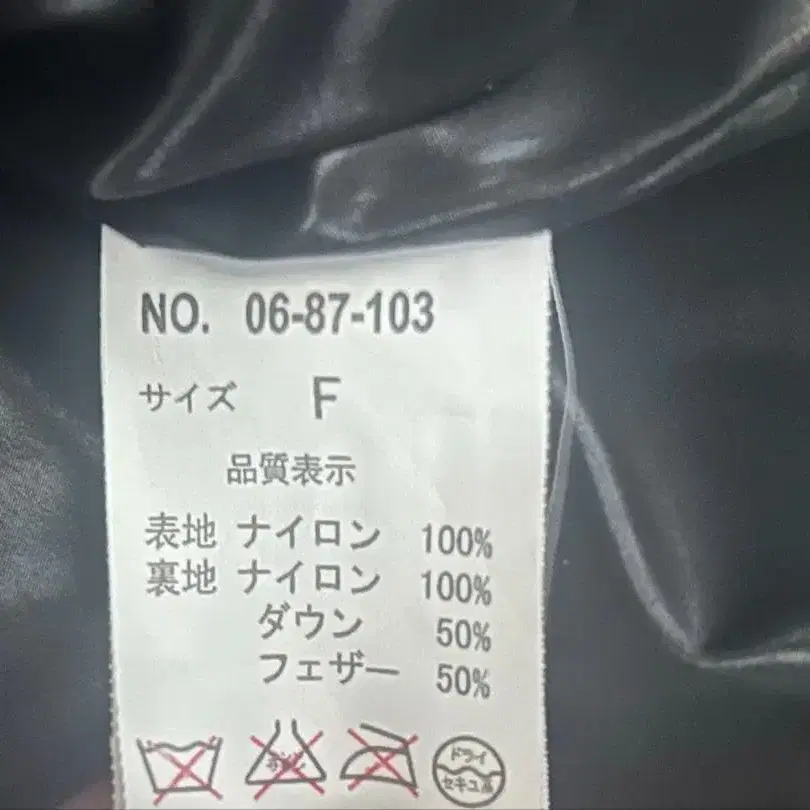 NO. 06-87-103
サイズ F
品質表示
表地 ナイロン 100%
裏地 ナイロン 100%
ダウン 50%
フェザー 50%
ドライ
セキユ系